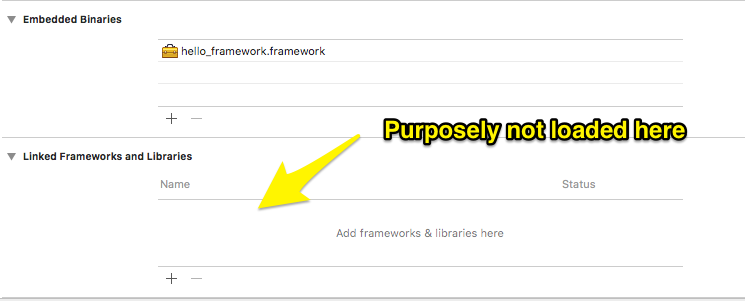 Embedded Binaries
hello_framework.framework
Purposely not loaded here
Linked Frameworks and Libraries
Name Status
Add frameworks & libraries here